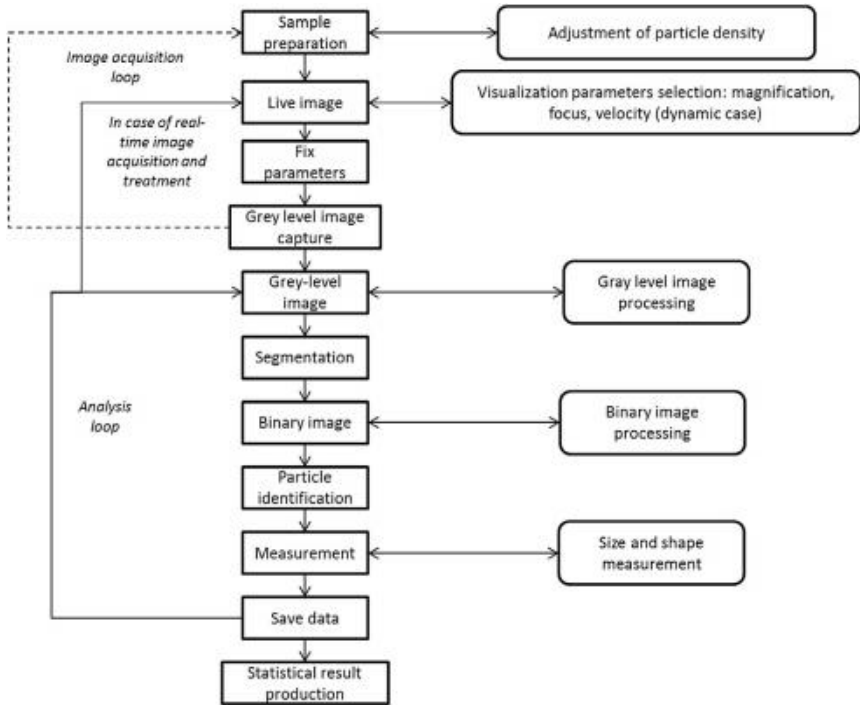 Sample
preparation
Adjustment of particle density
Image acquisition
loop
Live image
Visualization parameters selection: magnification,
focus, velocity (dynamic case)
In case of real-
time image
acquisition and
treatment
Fix
parameters
Grey level image
capture
Grey-level
image
Gray level image
processing
Segmentation
Analysis
loop
Binary image
Binary image
processing
Particle
identification
Measurement
Size and shape
measurement
Save data
Statistical result
production